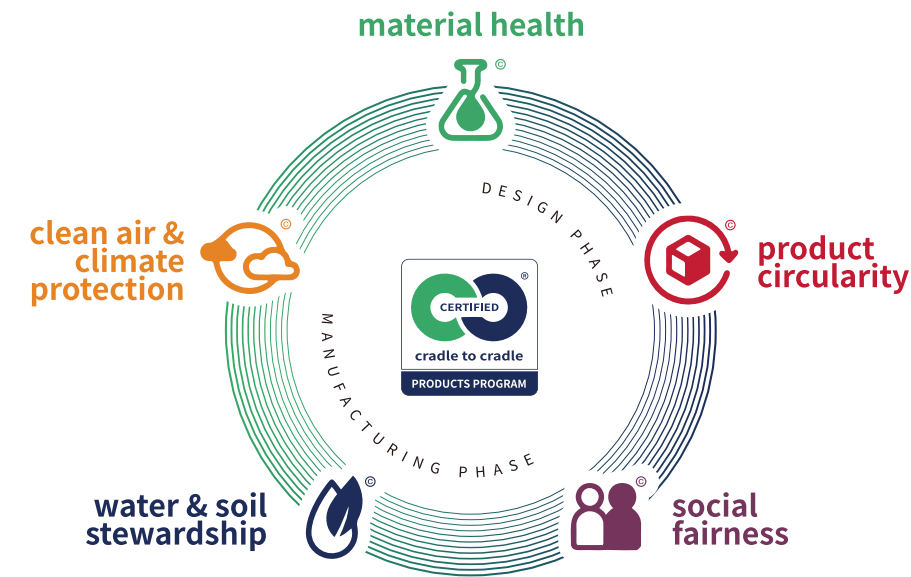 material health
©
DESIGN PHASE
clean air &
climate
protection
©
©
product
circularity
®
CERTIFIED
cradle to cradle
PRODUCTS PROGRAM
MANUFACTURING PHASE
water & soil
stewardship
©
©
social
fairness